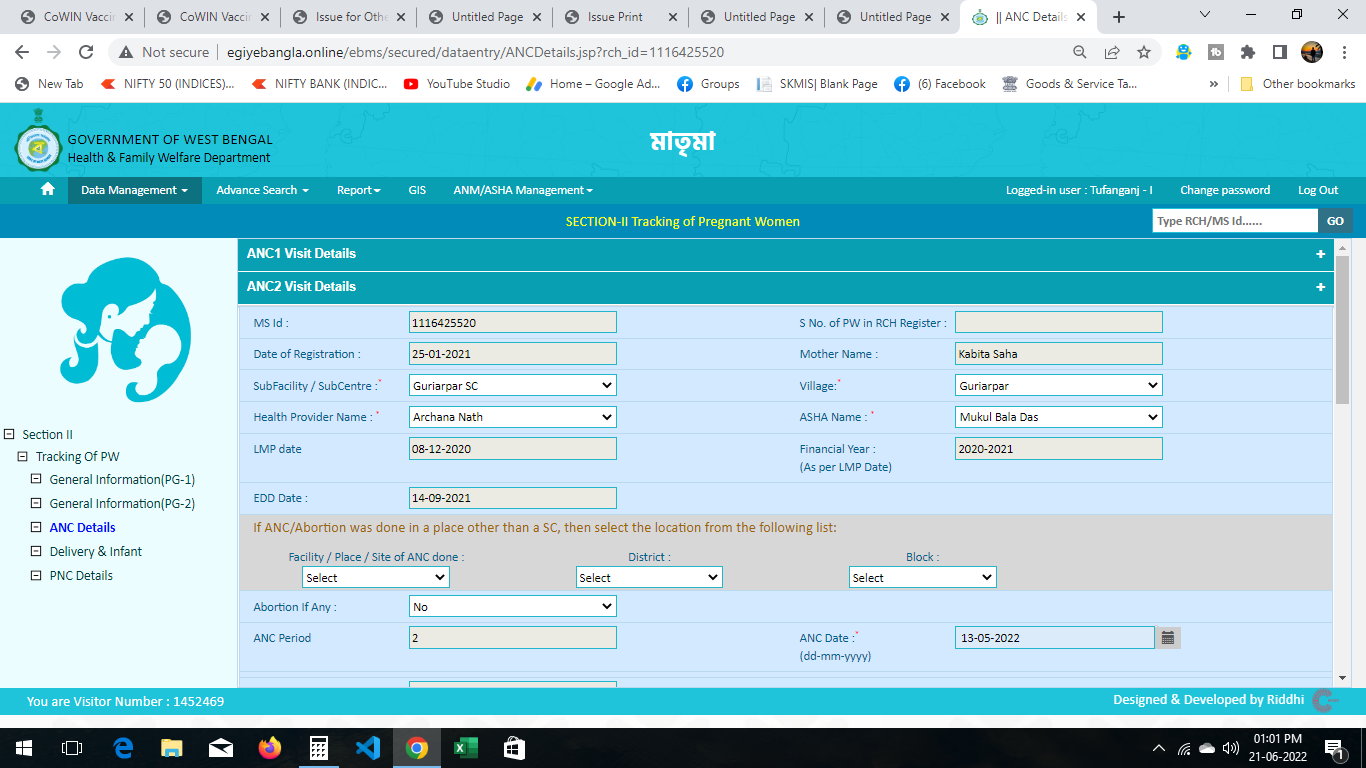 CoWIN Vaccin
CoWIN Vaccin
Issue for Othe
Untitled Page
Issue Print
Untitled Page
Untitled Page
|| ANC Details
Not secure
egiyebangla.online/ebms/secured/dataentry/ANCDetails.jsp?rch_id=1116425520
New Tab
NIFTY 50 (INDICES)...
NIFTY BANK (INDIC...
YouTube Studio
Home – Google Ad...
Groups
SKMIS| Blank Page
(6) Facebook
Goods & Service Ta...
»
Other bookmarks
GOVERNMENT OF WEST BENGAL
Health & Family Welfare Department
মাতৃমা
Data Management
Advance Search
Report
GIS
ANM/ASHA Management
Logged-in user : Tufanganj - I
Change password
Log Out
SECTION-II Tracking of Pregnant Women
Type RCH/MS Id......
GO
Section II
Tracking Of PW
General Information(PG-1)
General Information(PG-2)
ANC Details
Delivery & Infant
PNC Details
ANC1 Visit Details +
ANC2 Visit Details +
MS Id : 1116425520 S No. of PW in RCH Register :
Date of Registration : 25-01-2021 Mother Name : Kabita Saha
SubFacility / SubCentre :* Guriarpar SC Village:* Guriarpar
Health Provider Name : * Archana Nath ASHA Name : * Mukul Bala Das
LMP date 08-12-2020 Financial Year : 2020-2021
(As per LMP Date)
EDD Date : 14-09-2021
If ANC/Abortion was done in a place other than a SC, then select the location from the following list:
Facility / Place / Site of ANC done : District : Block :
Select Select Select
Abortion If Any : No
ANC Period 2 ANC Date :* 13-05-2022
(dd-mm-yyyy)
You are Visitor Number : 1452469
Designed & Developed by Riddhi
01:01 PM
21-06-2022
1